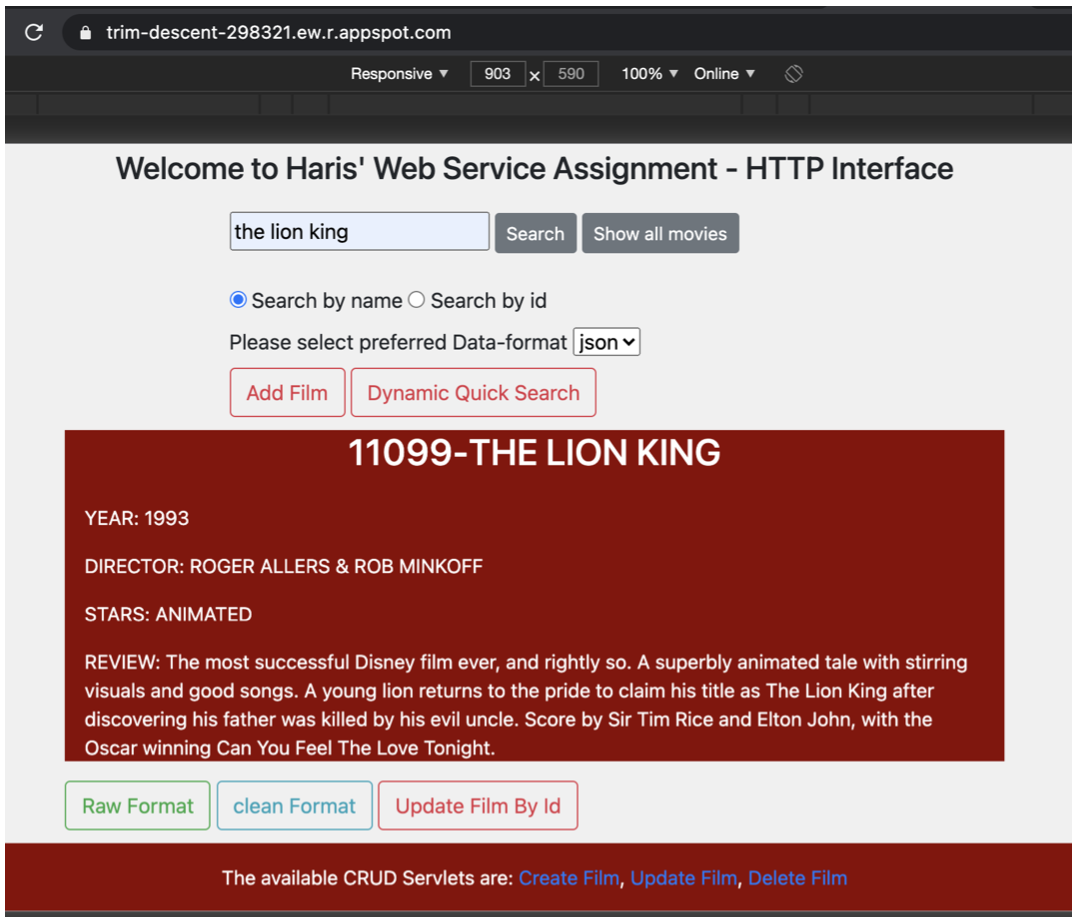 trim-descent-298321.ew.r.appspot.com
Responsive ▼ 903 x 590 100% ▼ Online ▼
Welcome to Haris' Web Service Assignment - HTTP Interface
the lion king Search Show all movies
Search by name Search by id
Please select preferred Data-format json
Add Film Dynamic Quick Search
11099-THE LION KING
YEAR: 1993
DIRECTOR: ROGER ALLERS & ROB MINKOFF
STARS: ANIMATED
REVIEW: The most successful Disney film ever, and rightly so. A superbly animated tale with stirring
visuals and good songs. A young lion returns to the pride to claim his title as The Lion King after
discovering his father was killed by his evil uncle. Score by Sir Tim Rice and Elton John, with the
Oscar winning Can You Feel The Love Tonight.
Raw Format clean Format Update Film By Id
The available CRUD Servlets are: Create Film, Update Film, Delete Film